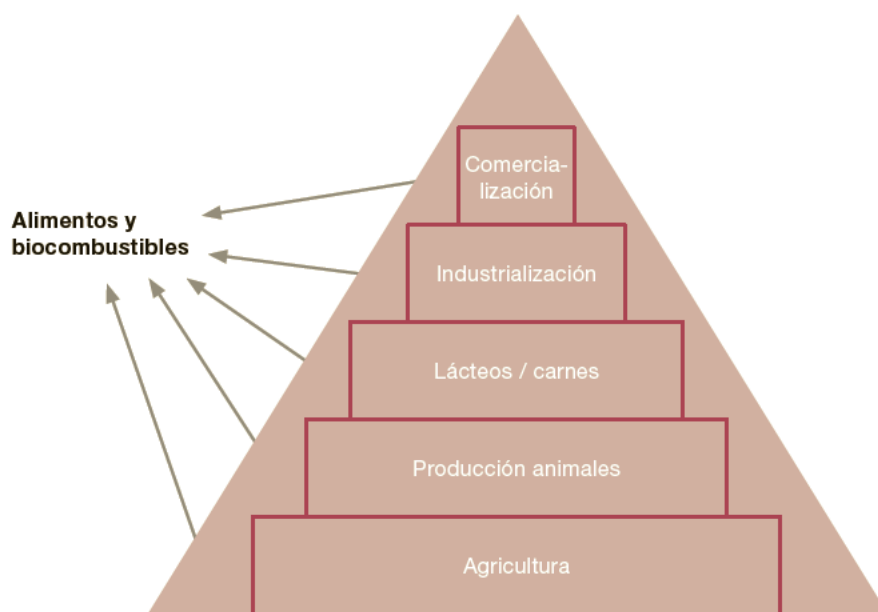 Comercia-
lización
Alimentos y
biocombustibles
Industrialización
Lácteos / carnes
Producción animales
Agricultura